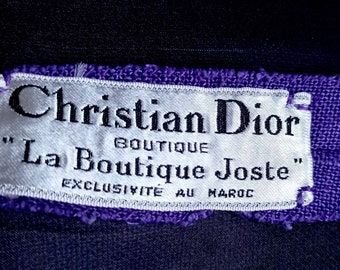 Christian Dior
BOUTIQUE
"La Boutique Joste"
EXCLUSIVITÉ AU MAROC